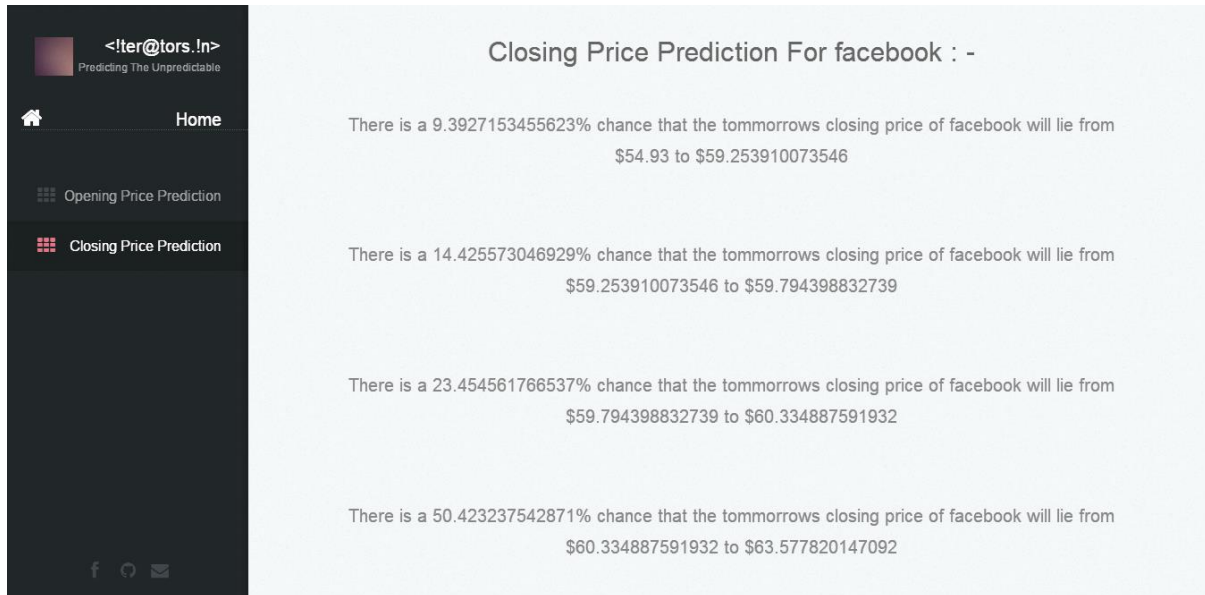 <!ter@tors.!n>
Predicting The Unpredictable
Home
Opening Price Prediction
Closing Price Prediction
Closing Price Prediction For facebook : -
There is a 9.3927153455623% chance that the tommorrows closing price of facebook will lie from
$54.93 to $59.253910073546
There is a 14.425573046929% chance that the tommorrows closing price of facebook will lie from
$59.253910073546 to $59.794398832739
There is a 23.454561766537% chance that the tommorrows closing price of facebook will lie from
$59.794398832739 to $60.334887591932
There is a 50.423237542871% chance that the tommorrows closing price of facebook will lie from
$60.334887591932 to $63.577820147092